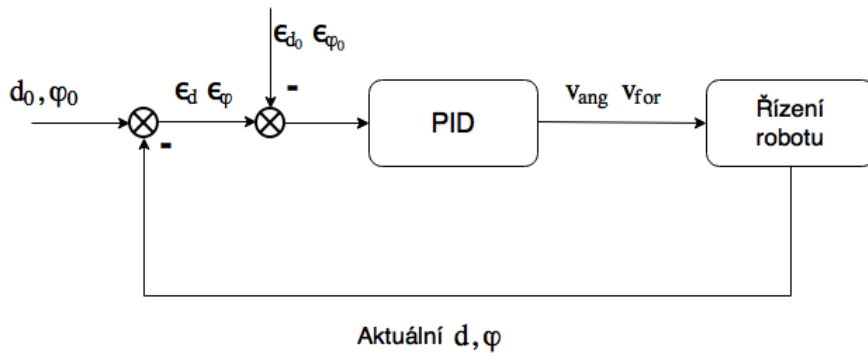 ϵd₀ ϵφ₀
-
d₀,φ₀
ϵd ϵφ
-
PID
vang vfor
Řízení
robotu
Aktuální d,φ